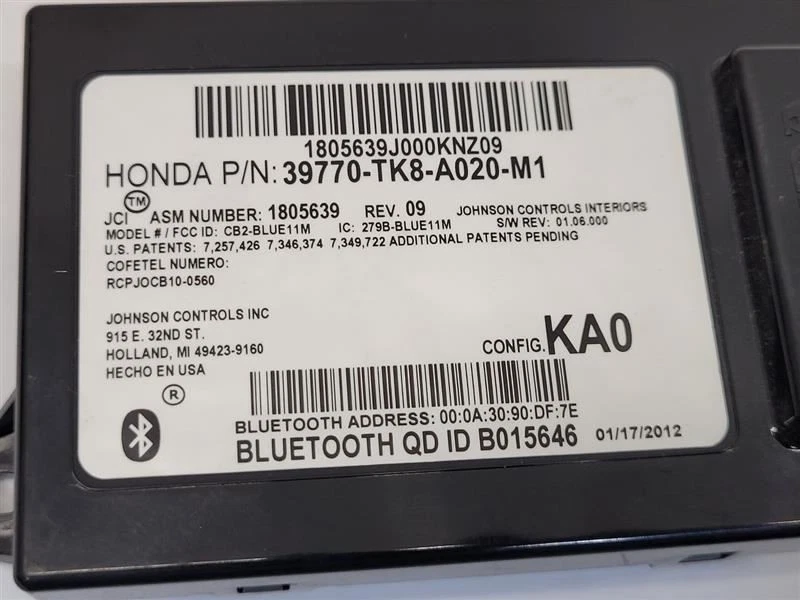 1805639J000KNZ09
HONDA P/N: 39770-TK8-A020-M1
JCI™ ASM NUMBER: 1805639 REV. 09 JOHNSON CONTROLS INTERIORS
MODEL # / FCC ID: CB2-BLUE11M IC: 279B-BLUE11M S/W REV: 01.06.000
U.S. PATENTS: 7,257,426 7,346,374 7,349,722 ADDITIONAL PATENTS PENDING
COFETEL NUMERO:
RCPJOCB10-0560
JOHNSON CONTROLS INC
915 E. 32ND ST.
HOLLAND, MI 49423-9160
HECHO EN USA
CONFIG. KA0
®
BLUETOOTH ADDRESS: 00:0A:30:90:DF:7E
BLUETOOTH QD ID B015646 01/17/2012